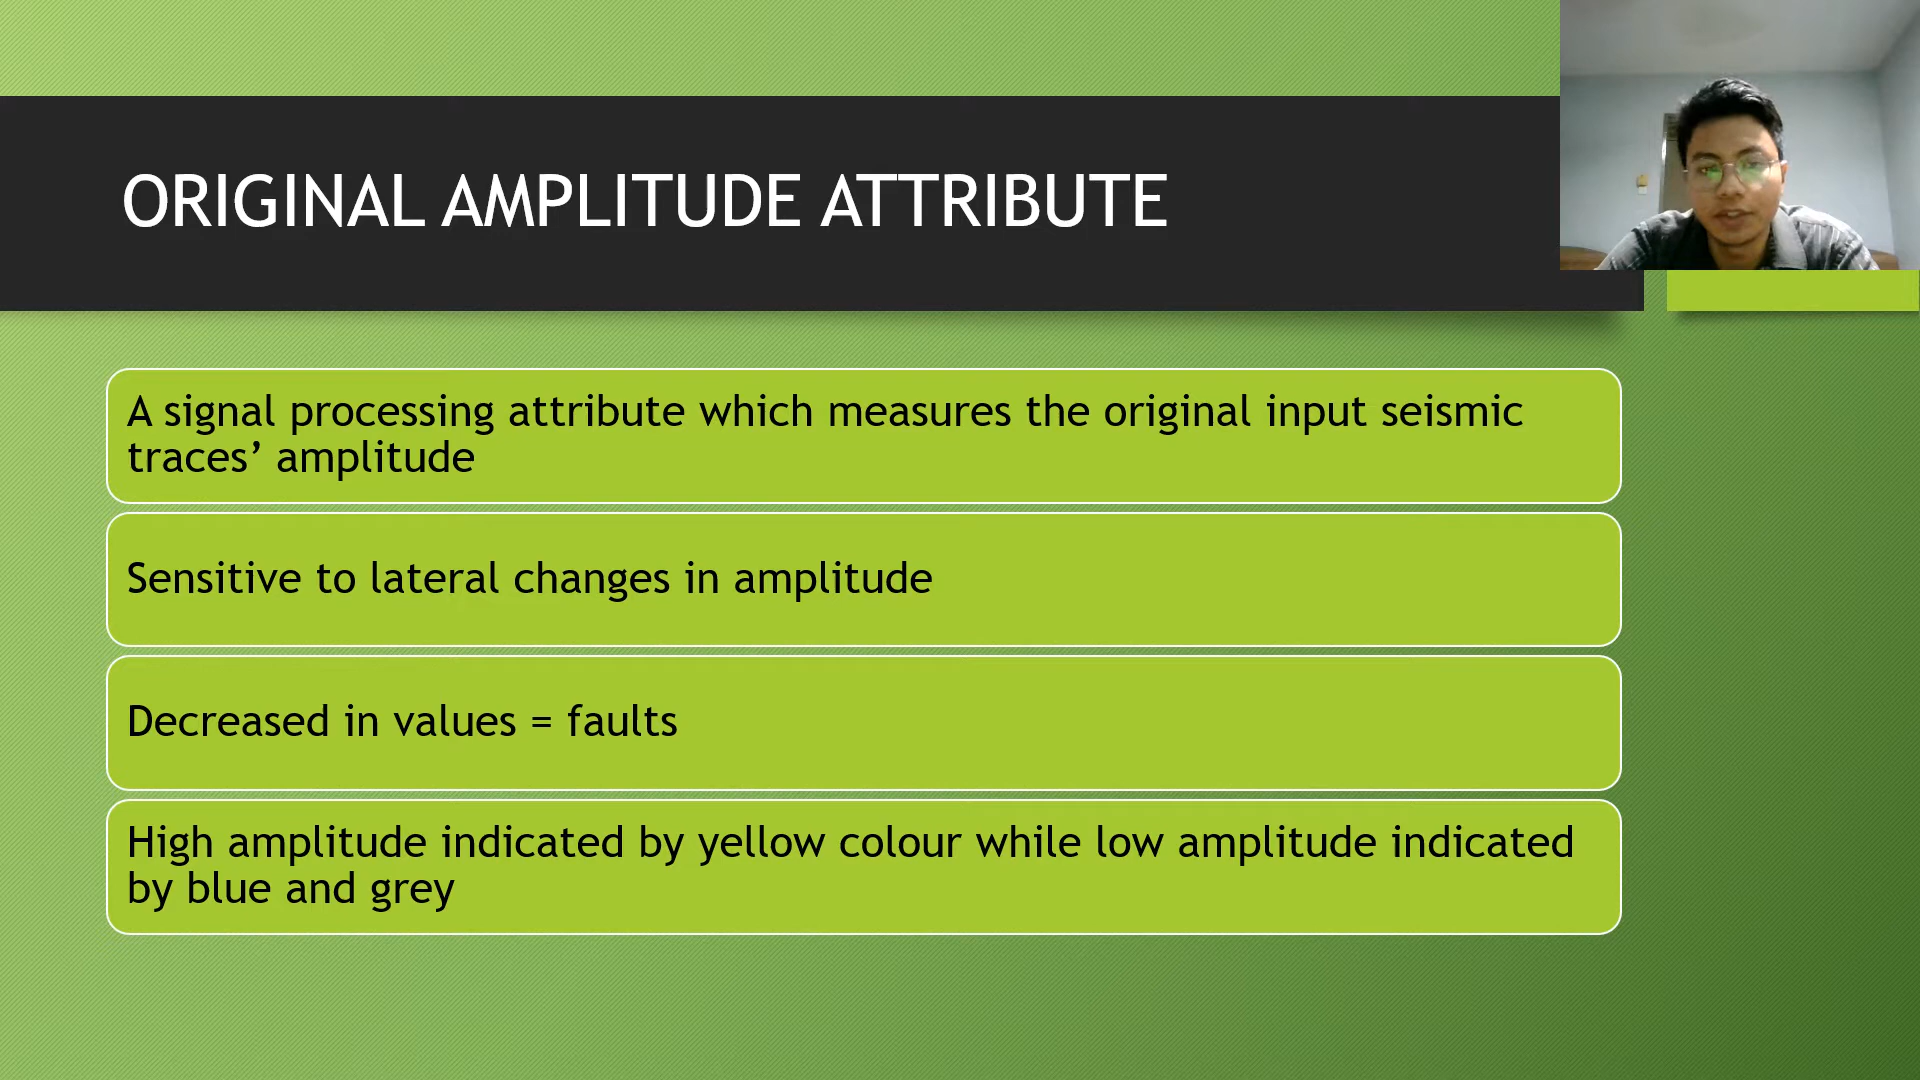 ORIGINAL AMPLITUDE ATTRIBUTE
A signal processing attribute which measures the original input seismic
traces’ amplitude
Sensitive to lateral changes in amplitude
Decreased in values = faults
High amplitude indicated by yellow colour while low amplitude indicated
by blue and grey